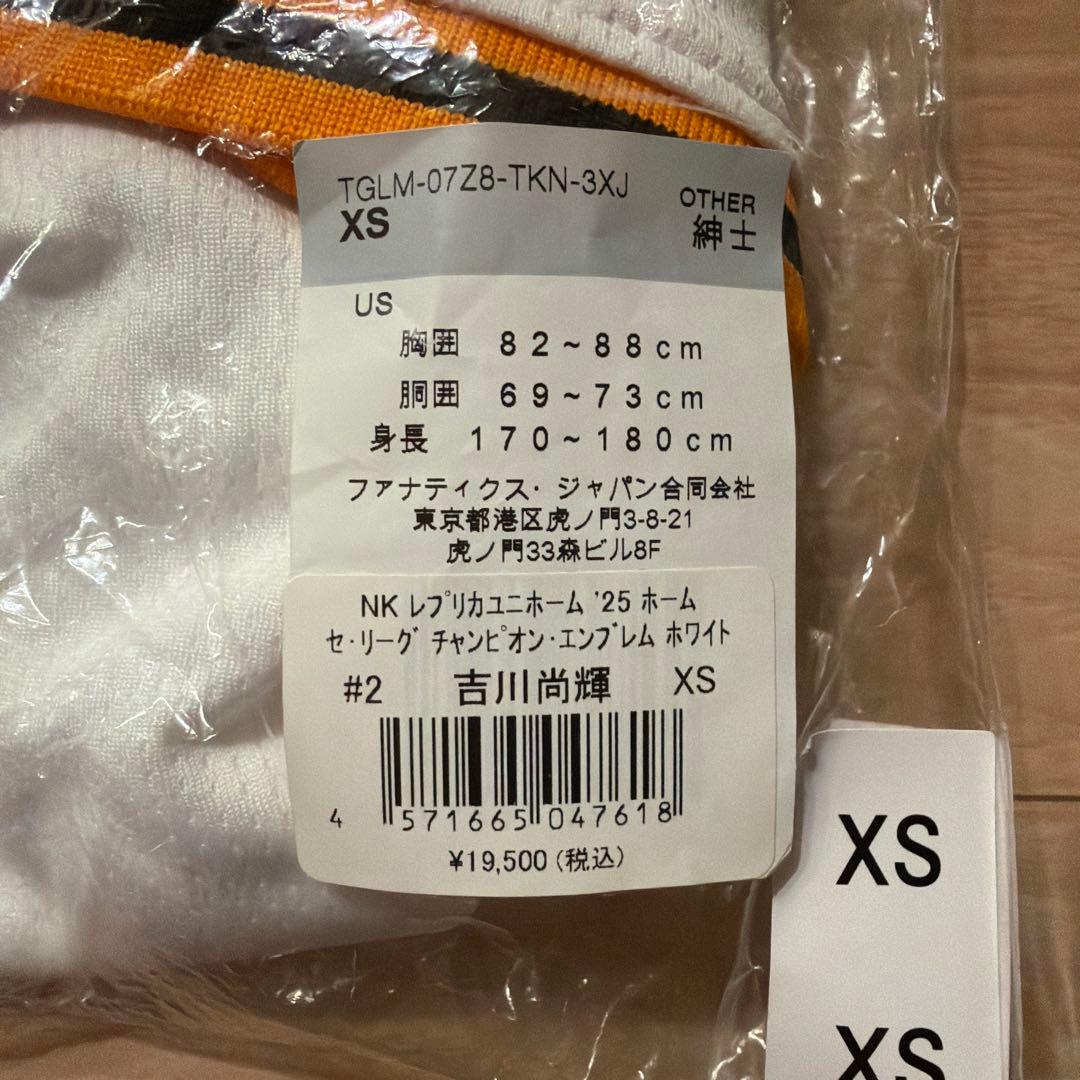 TGLM-07Z8-TKN-3XJ
XS
OTHER
紳士
US
胸囲 82~88cm
胴囲 69~73cm
身長 170~180cm
ファナティクス・ジャパン合同会社
東京都港区虎ノ門3-8-21
虎ノ門33森ビル8F
NK レプリカユニホーム '25 ホーム
セ・リーグ チャンピオン・エンブレム ホワイト
#2 吉川尚輝 XS
4 571665 047618
¥19,500 (税込)
XS
XS